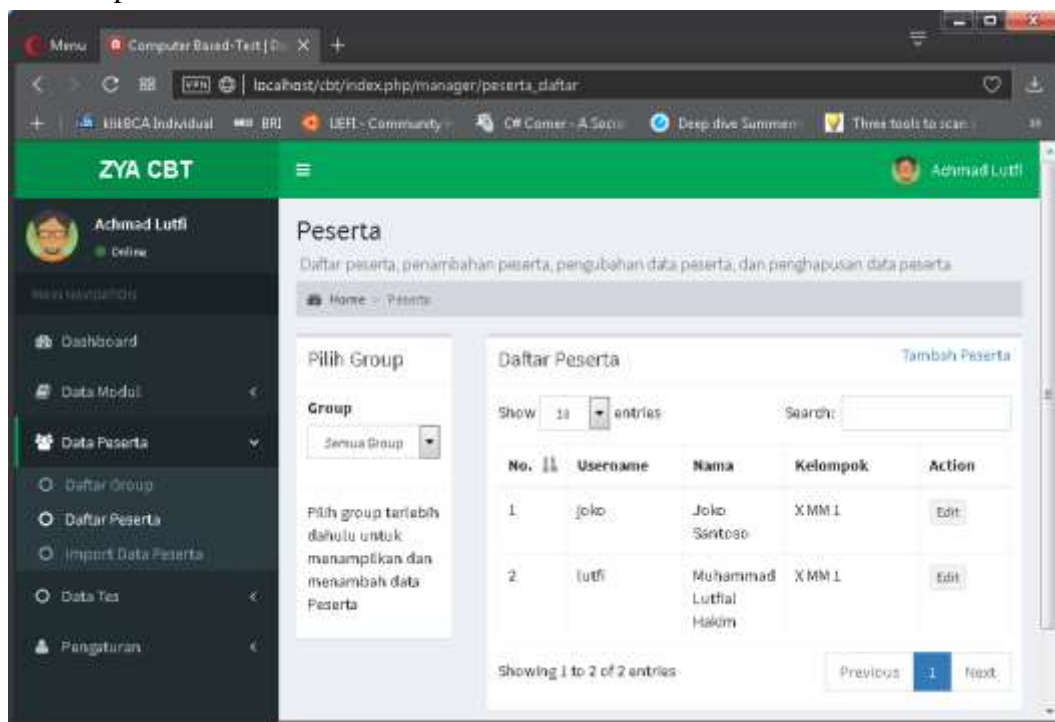 Menu Computer Based-Test | D
VPN localhost/cbt/index.php/manager/peserta_daftar
klikBCA Individual BRI UEFI - Community C# Corner - A Socia Deep dive Summer Three tools to scan
ZYA CBT
Achmad Lutfi
Achmad Lutfi
Online
MAIN NAVIGATION
Dashboard
Data Modul
Data Peserta
Daftar Group
Daftar Peserta
Import Data Peserta
Data Tes
Pengaturan
Peserta
Daftar peserta, penambahan peserta, pengubahan data peserta, dan penghapusan data peserta
Home > Peserta
Pilih Group
Group
Semua Group
Pilih group terlebih
dahulu untuk
menampilkan dan
menambah data
Peserta
Daftar Peserta Tambah Peserta
Show 10 entries Search:
No. Username Nama Kelompok Action
1 joko Joko Santoso X MM 1 Edit
2 lutfi Muhammad Lutfial Hakim X MM 1 Edit
Showing 1 to 2 of 2 entries Previous 1 Next